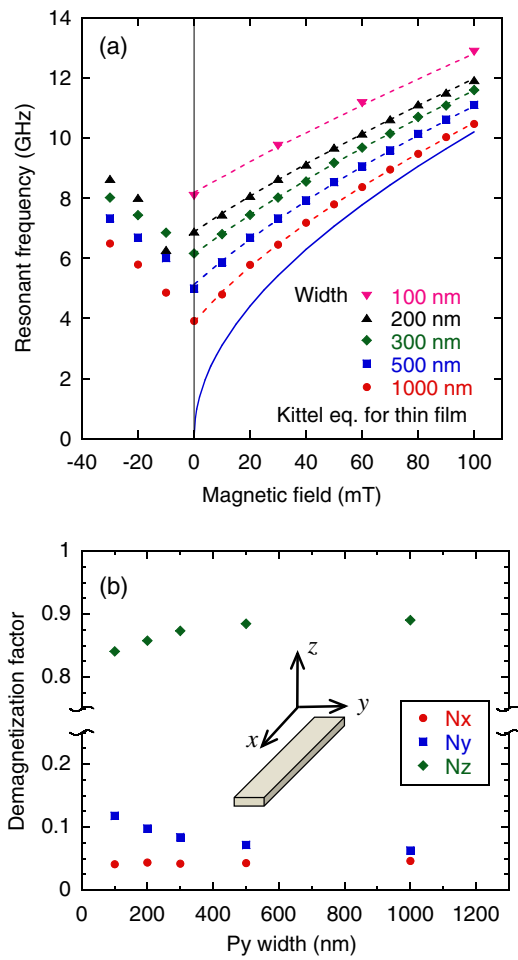 (a)
14
12
10
8
6
4
2
0
Resonant frequency (GHz)
Width
100 nm
200 nm
300 nm
500 nm
1000 nm
Kittel eq. for thin film
-40 -20 0 20 40 60 80 100
Magnetic field (mT)
(b)
1
0.9
0.8
0.2
0.1
0
Demagnetization factor
z
y
x
Nx
Ny
Nz
0 200 400 600 800 1000 1200
Py width (nm)